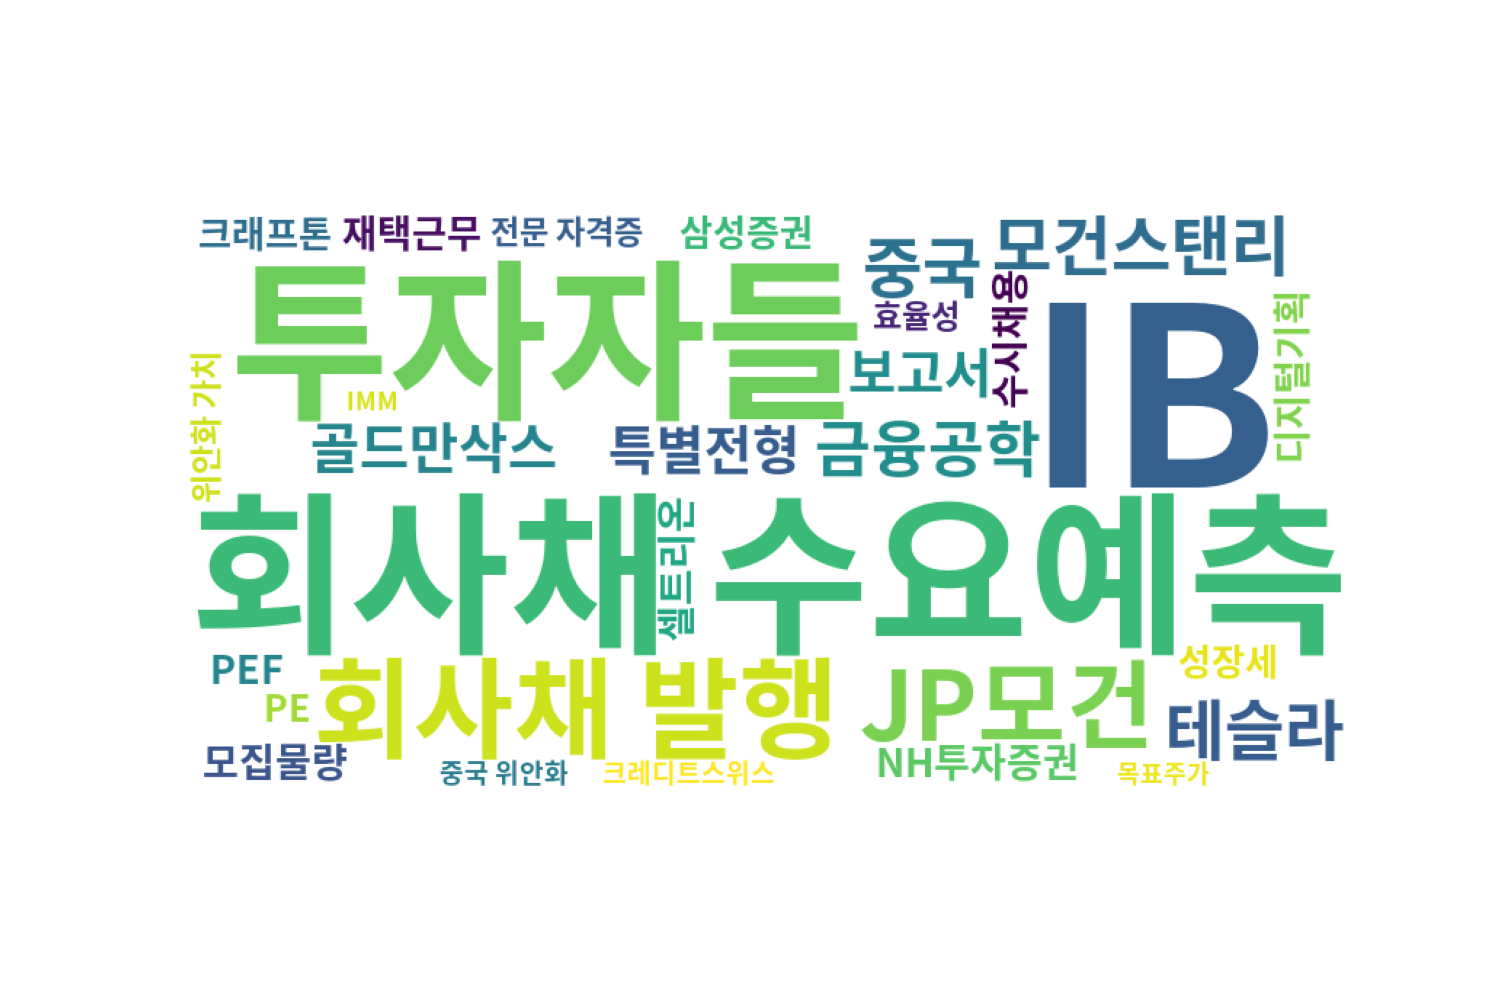 크래프톤
재택근무
전문 자격증
삼성증권
중국
모건스탠리
투자자들
효율성
수시채용
IB
디지털기획
보고서
위안화 가치
IMM
골드만삭스
특별전형
금융공학
회사채 수요예측
셀트리온
PEF
PE
회사채 발행
JP모건
성장세
테슬라
모집물량
중국 위안화
크레디트스위스
NH투자증권
목표주가